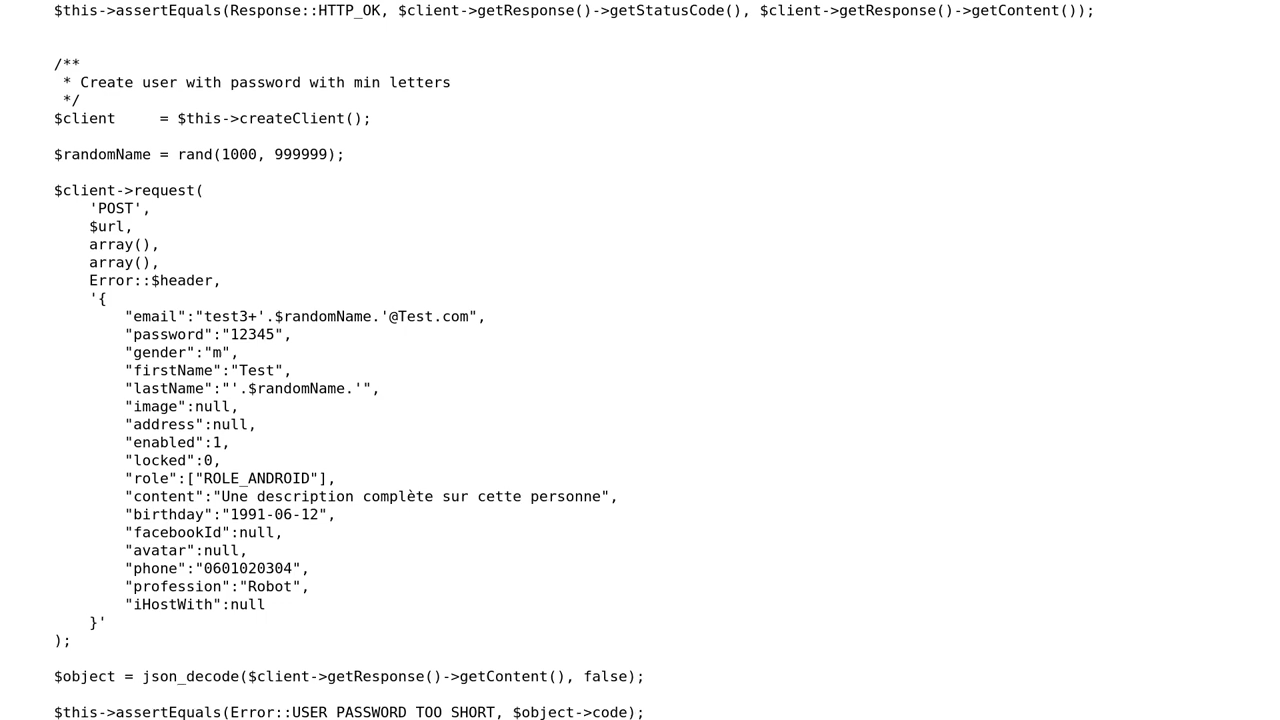 $this->assertEquals(Response::HTTP_OK, $client->getResponse()->getStatusCode(), $client->getResponse()->getContent());
/**
 * Create user with password with min letters
 */
$client     = $this->createClient();
$randomName = rand(1000, 999999);
$client->request(
    'POST',
    $url,
    array(),
    array(),
    Error::$header,
    '{
        "email":"test3+'.$randomName.'@Test.com",
        "password":"12345",
        "gender":"m",
        "firstName":"Test",
        "lastName":"'.$randomName.'",
        "image":null,
        "address":null,
        "enabled":1,
        "locked":0,
        "role":["ROLE_ANDROID"],
        "content":"Une description complète sur cette personne",
        "birthday":"1991-06-12",
        "facebookId":null,
        "avatar":null,
        "phone":"0601020304",
        "profession":"Robot",
        "iHostWith":null
    }'
);
$object = json_decode($client->getResponse()->getContent(), false);
$this->assertEquals(Error::USER_PASSWORD_TOO_SHORT, $object->code);